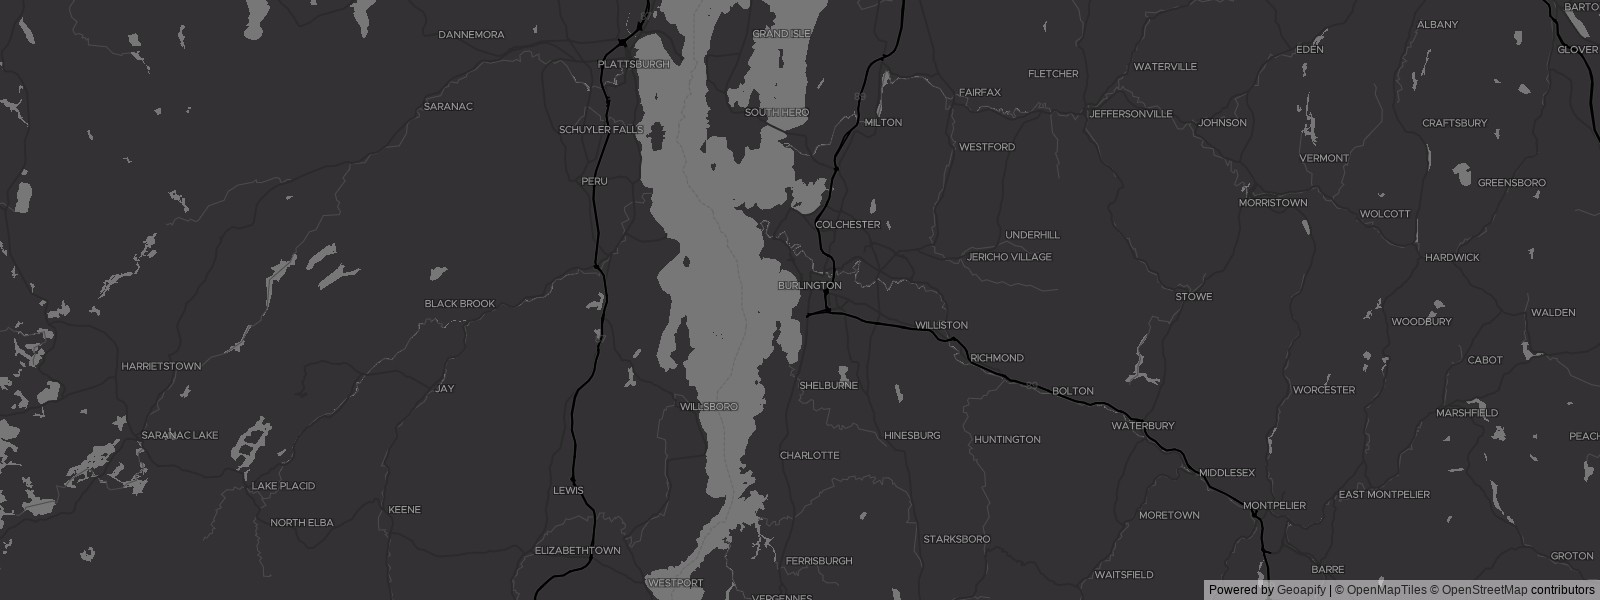 BARTO
ALBANY
GRAND ISLE
DANNEMORA
EDEN
GLOVER
PLATTSBURGH
WATERVILLE
FLETCHER
FAIRFAX
89
SARANAC
SOUTH HERO
JEFFERSONVILLE
MILTON
JOHNSON
CRAFTSBURY
SCHUYLER FALLS
WESTFORD
VERMONT
PERU
GREENSBORO
MORRISTOWN
WOLCOTT
COLCHESTER
UNDERHILL
JERICHO VILLAGE
HARDWICK
BURLINGTON
STOWE
BLACK BROOK
WALDEN
WOODBURY
WILLISTON
RICHMOND
CABOT
HARRIETSTOWN
SHELBURNE
JAY
BOLTON
WORCESTER
WILLSBORO
MARSHFIELD
WATERBURY
SARANAC LAKE
HINESBURG
HUNTINGTON
PEACH
CHARLOTTE
MIDDLESEX
LAKE PLACID
LEWIS
EAST MONTPELIER
MONTPELIER
KEENE
MORETOWN
NORTH ELBA
STARKSBORO
ELIZABETHTOWN
GROTON
FERRISBURGH
BARRE
WAITSFIELD
WESTPORT
VERGENNES
Powered by Geoapify | © OpenMapTiles © OpenStreetMap contributors